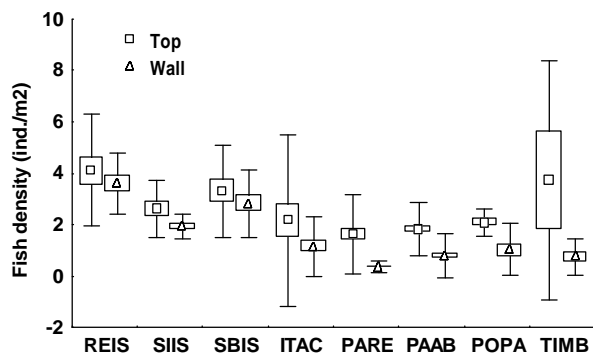 10
8
6
4
2
0
-2
Fish density (ind./m2)
Top
Wall
REIS SIIS SBIS ITAC PARE PAAB POPA TIMB